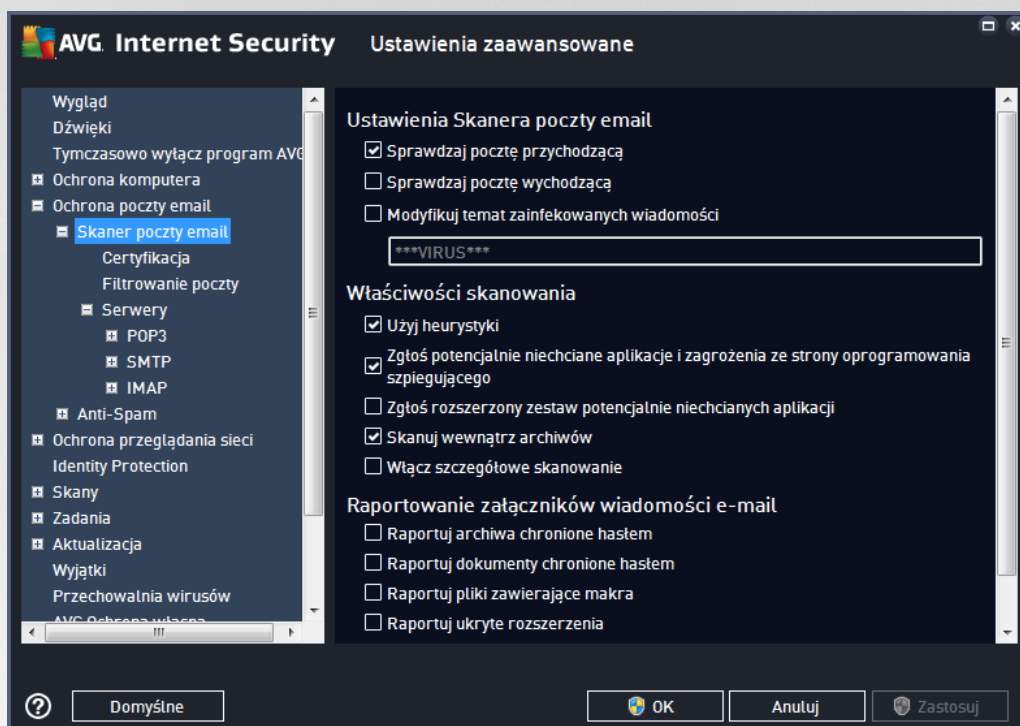 AVG. Internet Security
Ustawienia zaawansowane
Wygląd
Dźwięki
Tymczasowo wyłącz program AVG
Ochrona komputera
Ochrona poczty email
Skaner poczty email
Certyfikacja
Filtrowanie poczty
Serwery
POP3
SMTP
IMAP
Anti-Spam
Ochrona przeglądania sieci
Identity Protection
Skany
Zadania
Aktualizacja
Wyjątki
Przechowalnia wirusów
AVG Ochrona własna
Ustawienia Skanera poczty email
Sprawdzaj pocztę przychodzącą
Sprawdzaj pocztę wychodzącą
Modyfikuj temat zainfekowanych wiadomości
***VIRUS***
Właściwości skanowania
Użyj heurystyki
Zgłoś potencjalnie niechciane aplikacje i zagrożenia ze strony oprogramowania
szpiegującego
Zgłoś rozszerzony zestaw potencjalnie niechcianych aplikacji
Skanuj wewnątrz archiwów
Włącz szczegółowe skanowanie
Raportowanie załączników wiadomości e-mail
Raportuj archiwa chronione hasłem
Raportuj dokumenty chronione hasłem
Raportuj pliki zawierające makra
Raportuj ukryte rozszerzenia
Domyślne
OK
Anuluj
Zastosuj